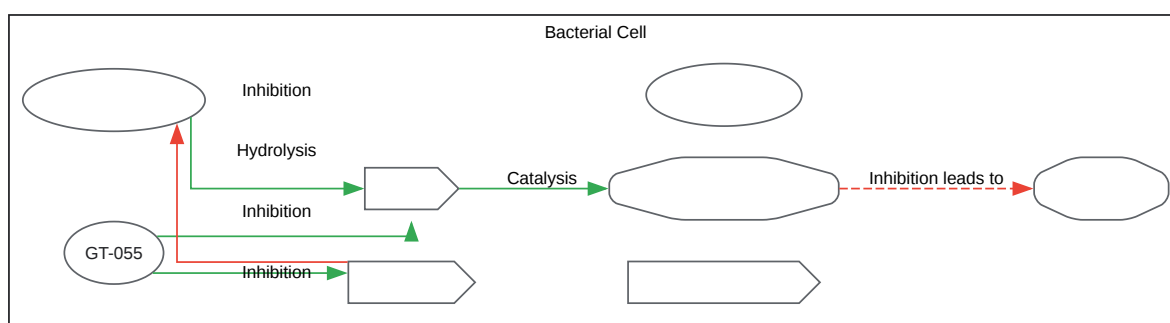 Bacterial Cell
Inhibition
Hydrolysis
Catalysis
Inhibition leads to
Inhibition
GT-055
Inhibition